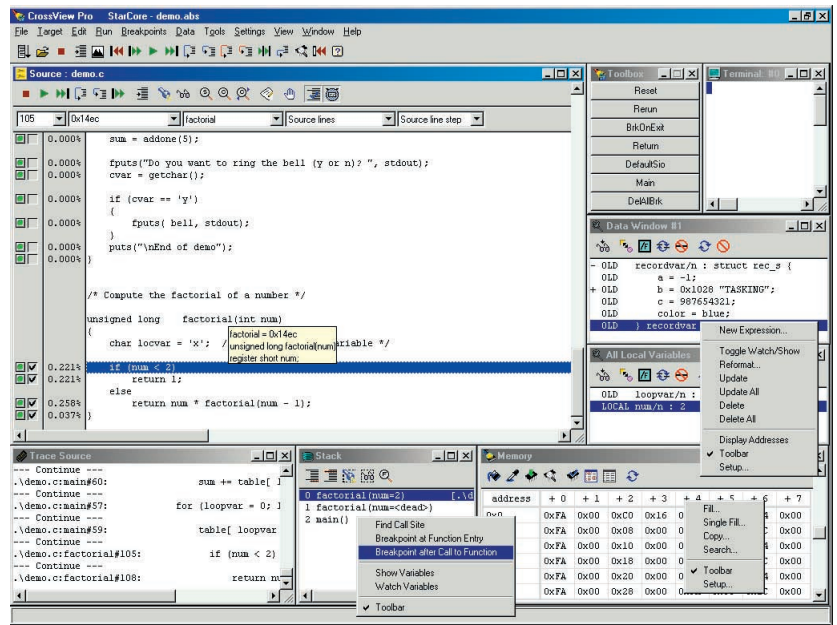 CrossView Pro StarCore - demo.abs
File Target Edit Run Breakpoints Data Tools Settings View Window Help
Source : demo.c
105 0x14ec factorial Source lines Source line step
0.000% sum = addone(5);
0.000% fputs("Do you want to ring the bell (y or n)? ", stdout);
0.000% cvar = getchar();
0.000% if (cvar == 'y')
{
0.000% fputs( bell, stdout);
}
0.000% puts("\nEnd of demo");
0.000% }
/* Compute the factorial of a number */
unsigned long factorial(int num)
{
char locvar = 'x'; / ariable */
factorial = 0x14ec
unsigned long factorial(num)
register short num;
0.221% if (num < 2)
0.221% return 1;
else
0.258% return num * factorial(num - 1);
0.037% }
Toolbox
Reset
Rerun
BrkOnExit
Return
DefaultSio
Main
DelAllBrk
Terminal: #0
Data Window #1
- OLD recordvar/n : struct rec_s {
OLD a = -1;
+ OLD b = 0x1028 "TASKING";
OLD c = 987654321;
OLD color = blue;
OLD } recordvar
New Expression...
Toggle Watch/Show
Reformat...
Update
Update All
Delete
Delete All
Display Addresses
Toolbar
Setup...
All Local Variables
OLD loopvar/n :
LOCAL num/n : 2
Trace Source
--- Continue ---
.\demo.c:main#60: sum += table[ l
--- Continue ---
.\demo.c:main#57: for (loopvar = 0; l
--- Continue ---
.\demo.c:main#59: table[ loopvar
--- Continue ---
.\demo.c:factorial#105: if (num < 2)
--- Continue ---
.\demo.c:factorial#108: return nu
Stack
0 factorial(num=2) [.\d
1 factorial(num=<dead>)
2 main()
Find Call Site
Breakpoint at Function Entry
Breakpoint after Call to Function
Show Variables
Watch Variables
Toolbar
Memory
address + 0 + 1 + 2 + 3 + 4 + 5 + 6 + 7
0x0 0xFA 0x00 0xC0 0x16 0x00
0xFA 0x00 0x08 0x00 0x00
0xFA 0x00 0x10 0x00 0x00
0xFA 0x00 0x18 0x00 0x00
0xFA 0x00 0x20 0x00 0x00
0xFA 0x00 0x28 0x00 0x00
Fill...
Single Fill...
Copy...
Search...
Toolbar
Setup...